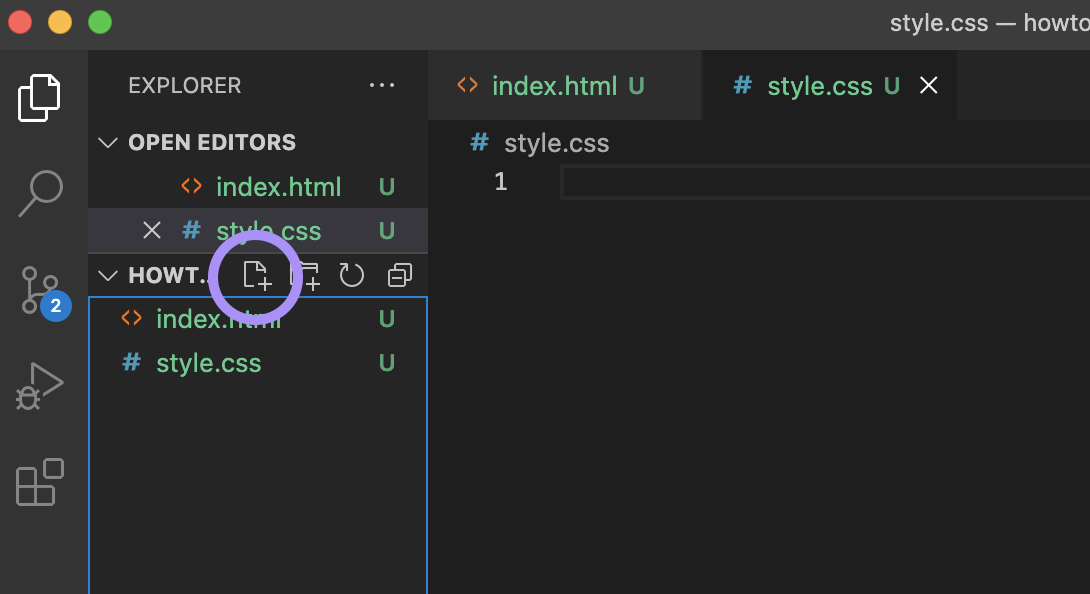 style.css — howto
EXPLORER ...
index.html U
style.css U
OPEN EDITORS
# style.css
index.html U
1
# style.css U
HOWT...
index.html U
# style.css U
2